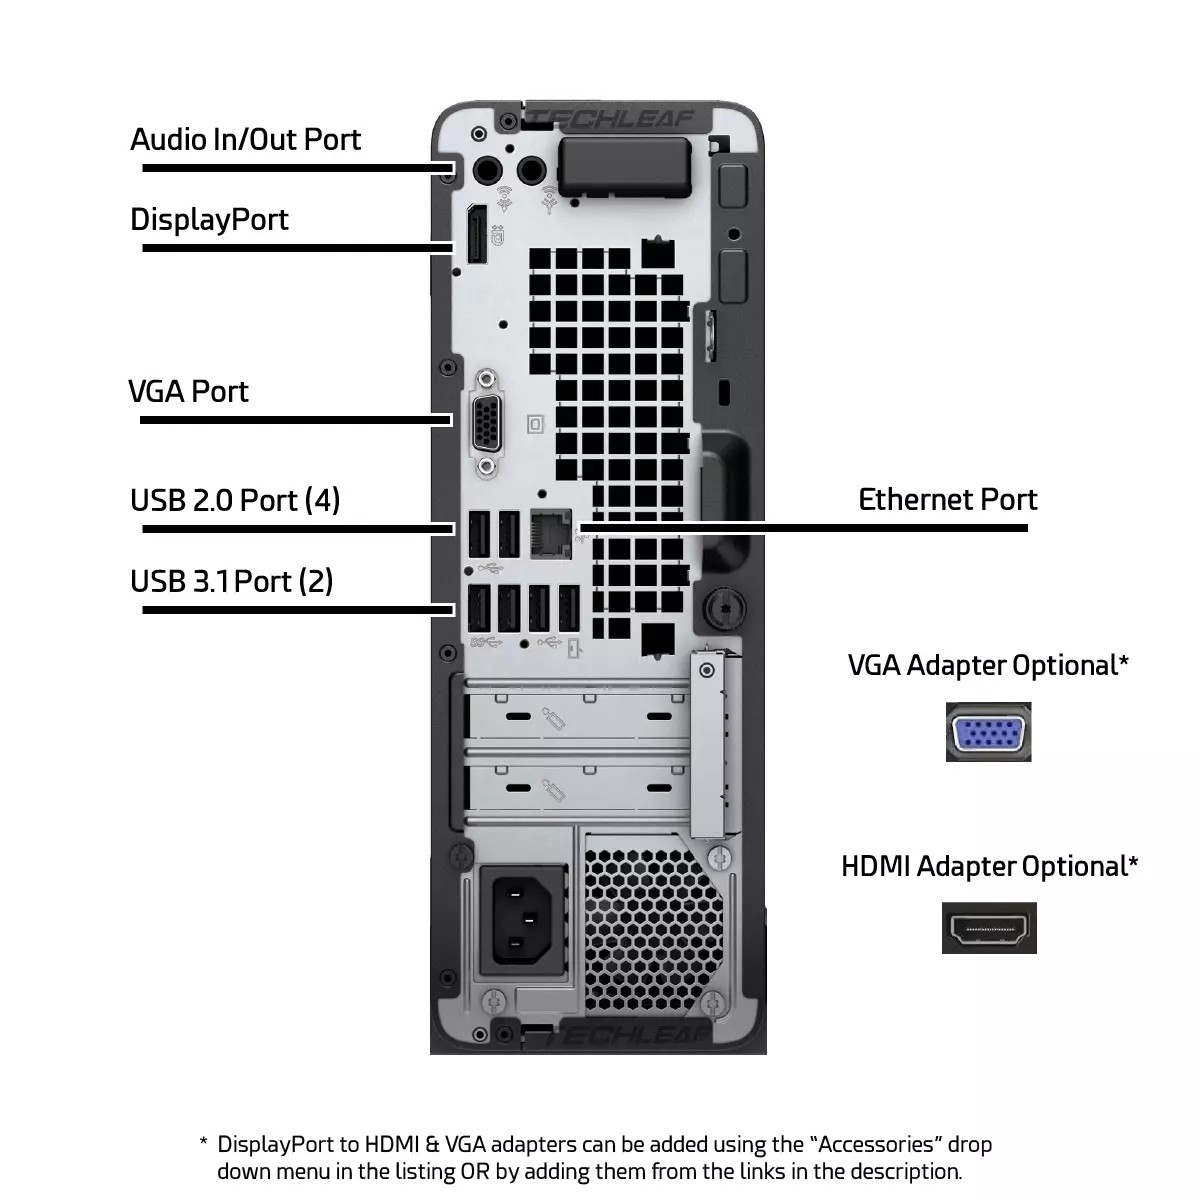 TECHLEAF
Audio In/Out Port
DisplayPort
VGA Port
USB 2.0 Port (4)
Ethernet Port
USB 3.1 Port (2)
VGA Adapter Optional*
HDMI Adapter Optional*
TECHLEAF
* DisplayPort to HDMI & VGA adapters can be added using the “Accessories” drop
down menu in the listing OR by adding them from the links in the description.